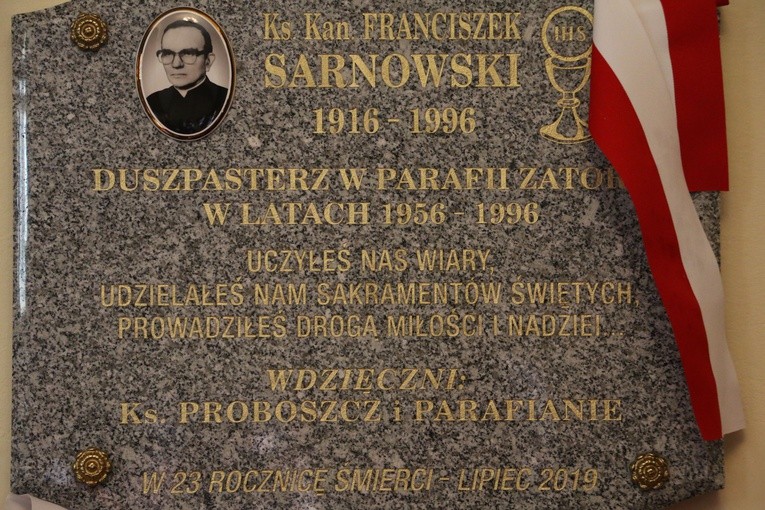 Ks. Kan. FRANCISZEK
SARNOWSKI
IHS
1916 - 1996
DUSZPASTERZ W PARAFII
W LATACH 1956 - 1996
UCZYŁEŚ NAS WIARY,
UDZIELAŁEŚ NAM SAKRAMENTÓW ŚWIĘTYCH,
PROWADZIŁEŚ DROGĄ MIŁOŚCI I NADZIEJ...
WDZIĘCZNI:
Ks. PROBOSZCZ i PARAFIANIE
W 23 ROCZNICĘ ŚMIERCI - LIPIEC 2019